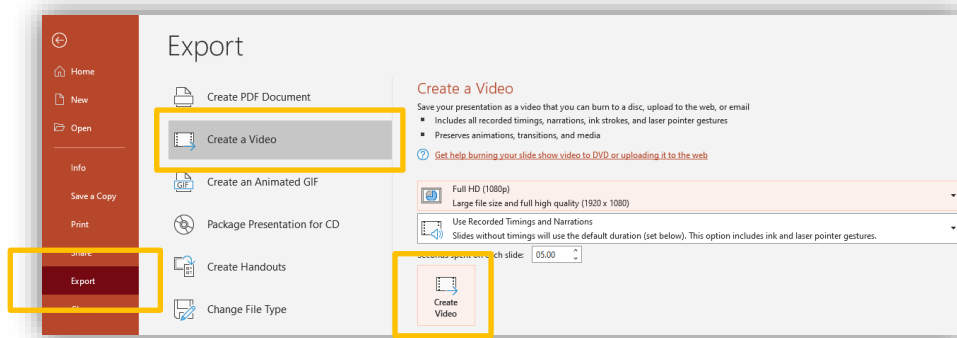 Export
Home
New
Open
Info
Save a Copy
Print
Share
Export
Create PDF Document
Create a Video
Create an Animated GIF
GIF
Package Presentation for CD
Create Handouts
Change File Type
Create a Video
Save your presentation as a video that you can burn to a disc, upload to the web, or email
Includes all recorded timings, narrations, ink strokes, and laser pointer gestures
Preserves animations, transitions, and media
Get help burning your slide show video to DVD or uploading it to the web
Full HD (1080p)
Large file size and full high quality (1920 x 1080)
Use Recorded Timings and Narrations
Slides without timings will use the default duration (set below). This option includes ink and laser pointer gestures.
Seconds spent on each slide: 05.00
Create
Video